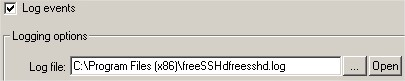 Log events
Logging options
Log file: C:\Program Files (x86)\freeSSHdfreesshd.log ... Open